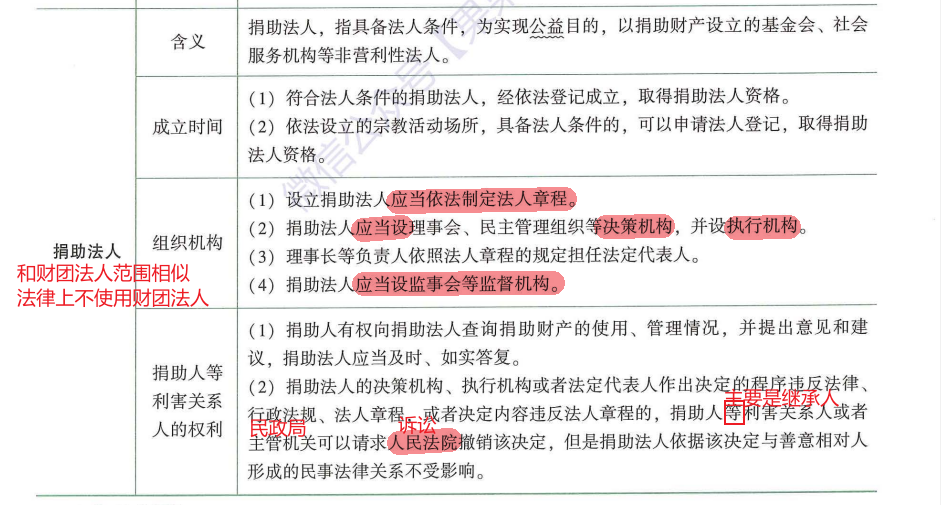 含义
捐助法人，指具备法人条件，为实现公益目的，以捐助财产设立的基金会、社会
服务机构等非营利性法人。
成立时间
（1）符合法人条件的捐助法人，经依法登记成立，取得捐助法人资格。
（2）依法设立的宗教活动场所，具备法人条件的，可以申请法人登记，取得捐助
法人资格。
捐助法人
和财团法人范围相似
法律上不使用财团法人
组织机构
（1）设立捐助法人应当依法制定法人章程。
（2）捐助法人应当设理事会、民主管理组织等决策机构，并设执行机构。
（3）理事长等负责人依照法人章程的规定担任法定代表人。
（4）捐助法人应当设监事会等监督机构。
捐助人等
利害关系
人的权利
（1）捐助人有权向捐助法人查询捐助财产的使用、管理情况，并提出意见和建
议，捐助法人应当及时、如实答复。
（2）捐助法人的决策机构、执行机构或者法定代表人作出决定的程序违反法律、
主要是继承人
行政法规、法人章程，或者决定内容违反法人章程的，捐助人等利害关系人或者
民政局
诉讼
主管机关可以请求人民法院撤销该决定，但是捐助法人依据该决定与善意相对人
形成的民事法律关系不受影响。
微信公众号【果